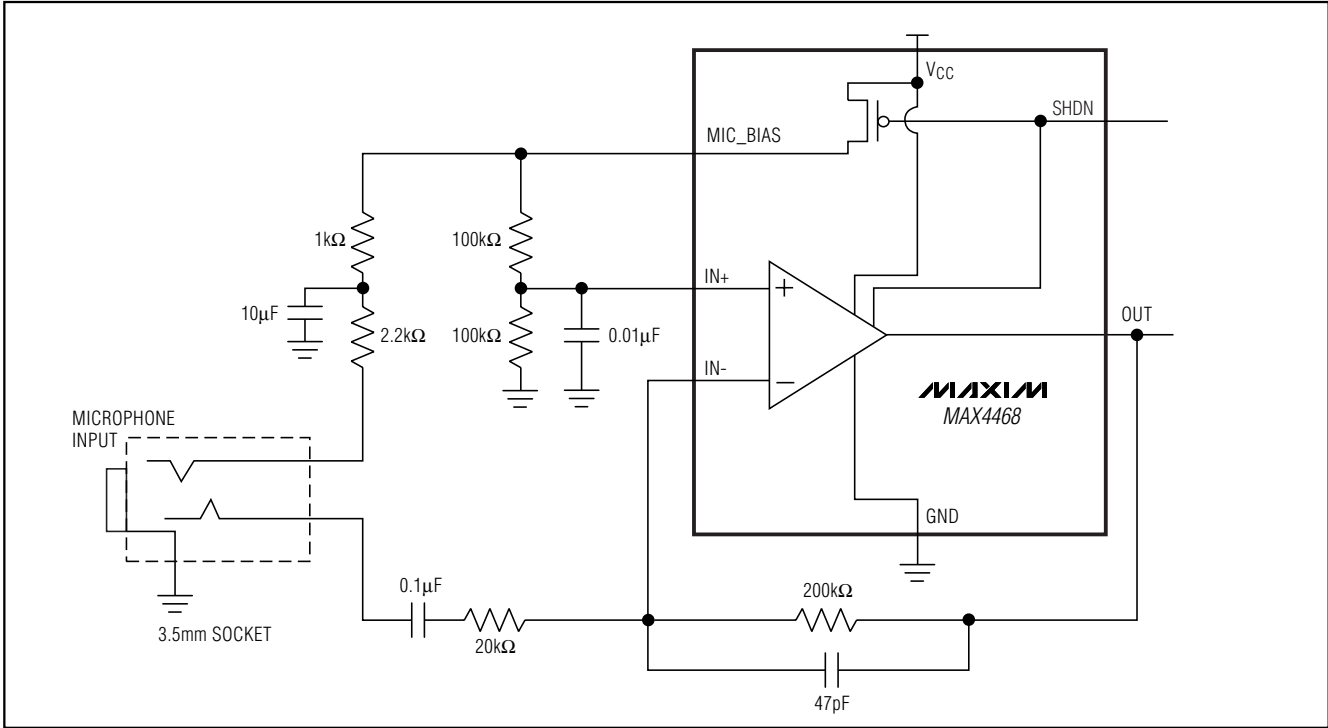 VCC
SHDN
MIC_BIAS
1kΩ
100kΩ
IN+
+
10µF
2.2kΩ
100kΩ
0.01µF
OUT
IN-
−
MAXIM
MAX4468
MICROPHONE
INPUT
GND
0.1µF
200kΩ
20kΩ
3.5mm SOCKET
47pF